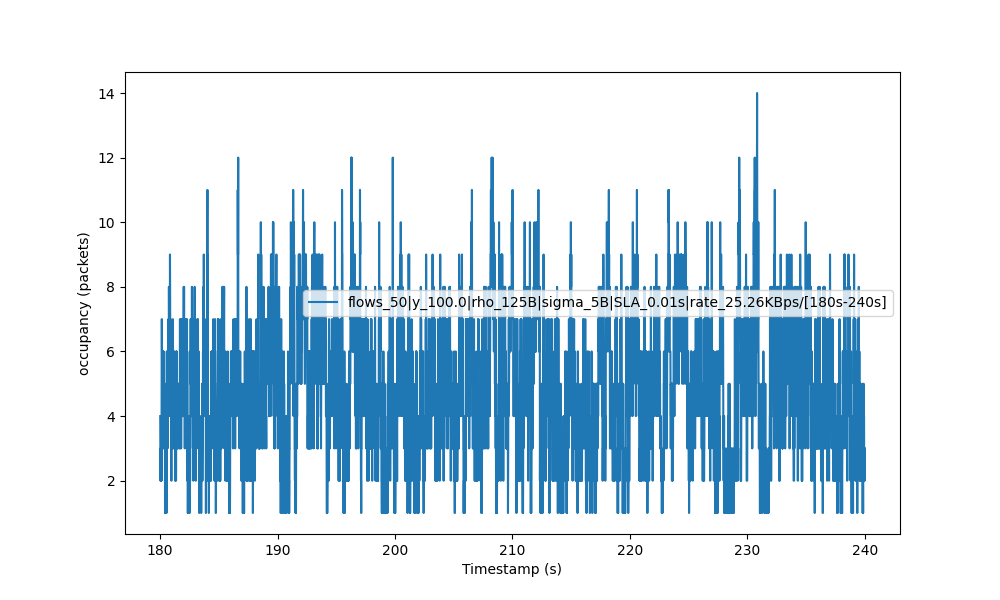 14
12
10
8
6
4
2
occupancy (packets)
flows_50|y_100.0|rho_125B|sigma_5B|SLA_0.01s|rate_25.26KBps/[180s-240s]
180 190 200 210 220 230 240
Timestamp (s)